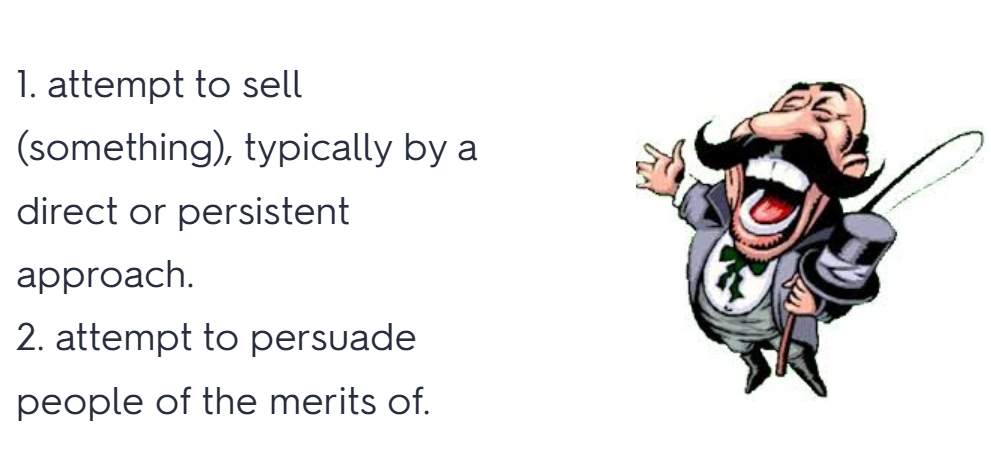 1. attempt to sell
(something), typically by a
direct or persistent
approach.
2. attempt to persuade
people of the merits of.